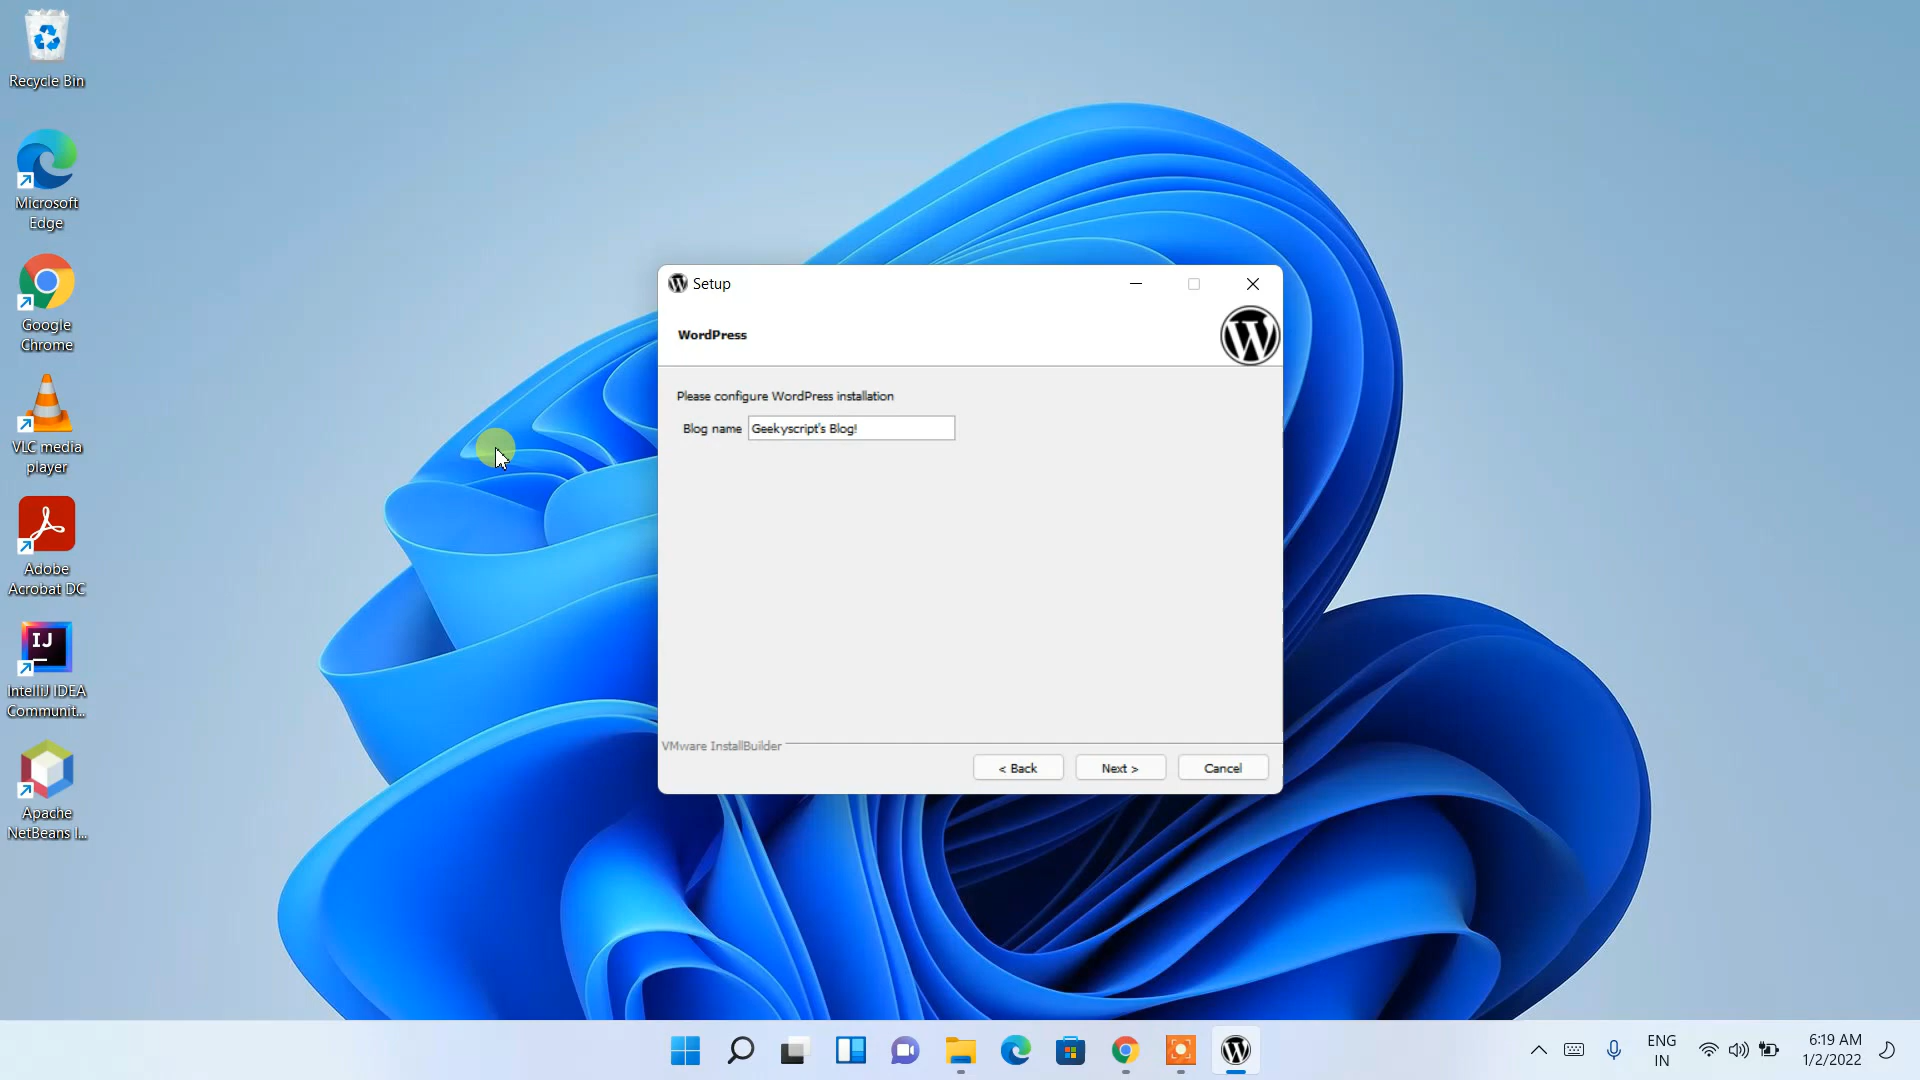 Recycle Bin
Microsoft
Edge
Google
Chrome
VLC media
player
Adobe
Acrobat DC
IntelliJ IDEA
Communit...
Apache
NetBeans I...
Setup
WordPress
Please configure WordPress installation
Blog name Geekyscript's Blog!
VMware InstallBuilder
< Back Next > Cancel
ENG
IN
6:19 AM
1/2/2022